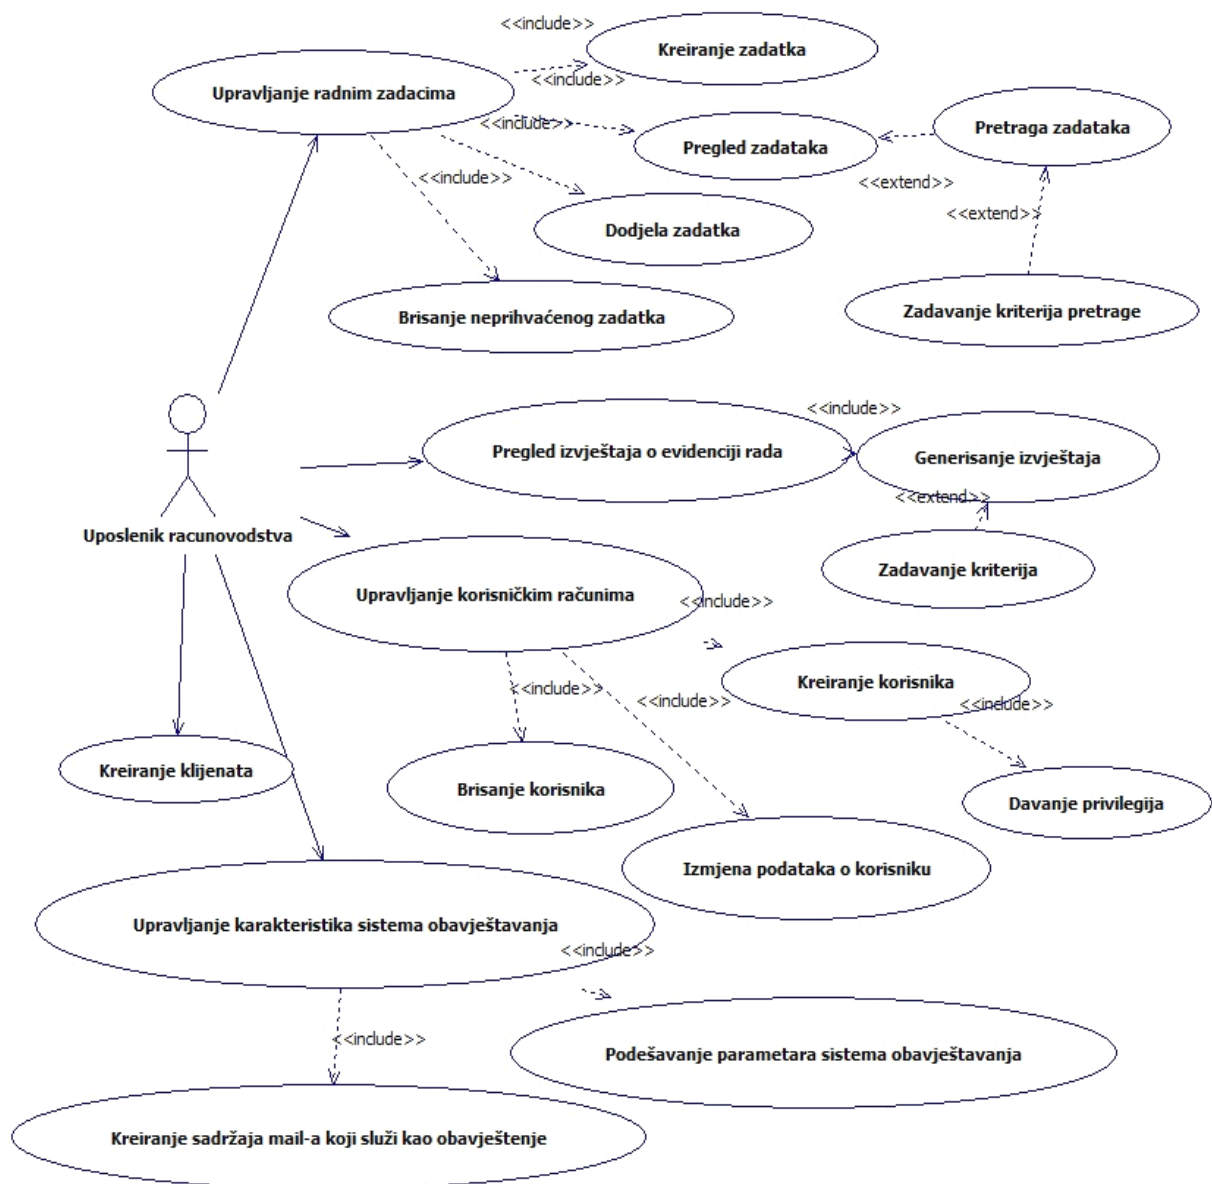 <<include>>
Kreiranje zadatka
<<include>>
Upravljanje radnim zadacima
<<include>>
Pretraga zadataka
Pregled zadataka
<<include>>
<<extend>>
<<extend>>
Dodjela zadatka
Zadavanje kriterija pretrage
Brisanje neprihvaćenog zadatka
<<include>>
Pregled izvještaja o evidenciji rada
Generisanje izvještaja
<<extend>>
Uposlenik racunovodstva
Zadavanje kriterija
Upravljanje korisničkim računima
<<include>>
Kreiranje korisnika
<<include>>
<<include>>
<<include>>
Kreiranje klijenata
Brisanje korisnika
Davanje privilegija
Izmjena podataka o korisniku
Upravljanje karakteristika sistema obavještavanja
<<include>>
<<include>>
Podešavanje parametara sistema obavještavanja
Kreiranje sadržaja mail-a koji služi kao obavještenje